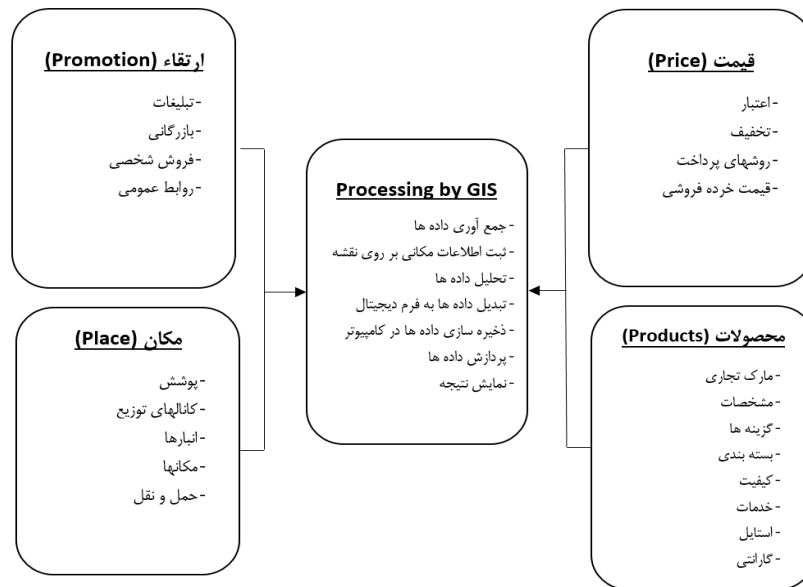 ارتقاء (Promotion)
-تبلیغات
-بازرگانی
-فروش شخصی
-روابط عمومی
قیمت (Price)
-اعتبار
-تخفیف
-روشهای پرداخت
-قیمت خرده فروشی
Processing by GIS
-جمع آوری داده ها
-ثبت اطلاعات مکانی بر روی نقشه
-تحلیل داده ها
-تبدیل داده ها به فرم دیجیتال
-ذخیره سازی داده ها در کامپیوتر
-پردازش داده ها
-نمایش نتیجه
مکان (Place)
-پوشش
-کانالهای توزیع
-انبارها
-مکانها
-حمل و نقل
محصولات (Products)
-مارک تجاری
-مشخصات
-گزینه ها
-بسته بندی
-کیفیت
-خدمات
-استایل
-گارانتی